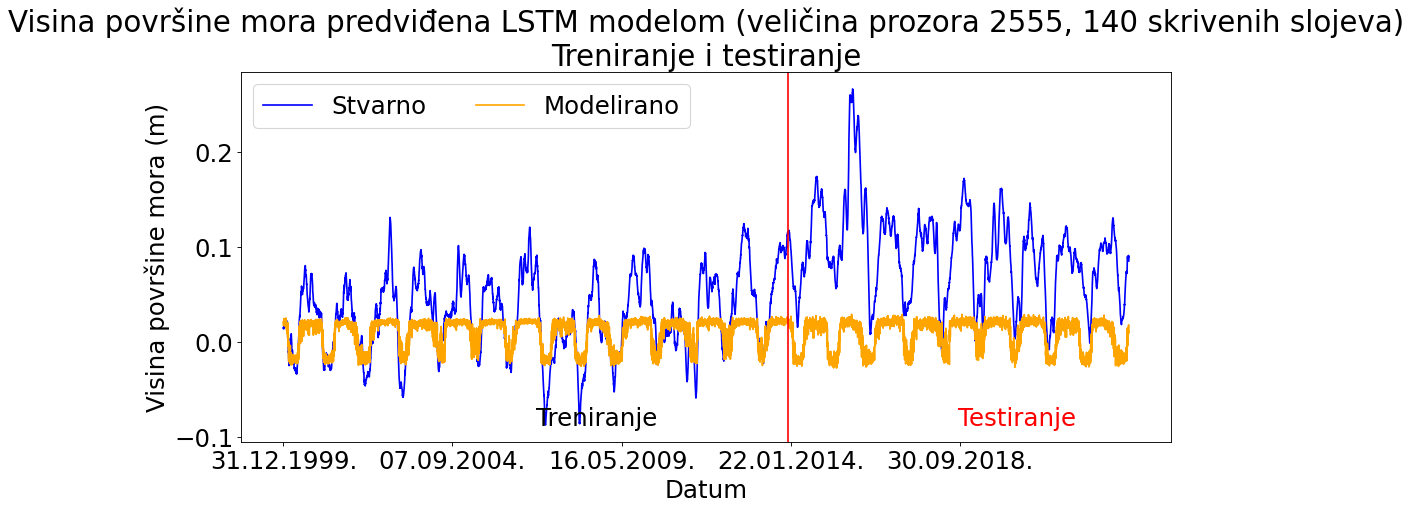 Visina površine mora predviđena LSTM modelom (veličina prozora 2555, 140 skrivenih slojeva)
Treniranje i testiranje
Stvarno
Modelirano
Visina površine mora (m)
0.2
0.1
0.0
−0.1
Treniranje
Testiranje
31.12.1999.
07.09.2004.
16.05.2009.
22.01.2014.
30.09.2018.
Datum